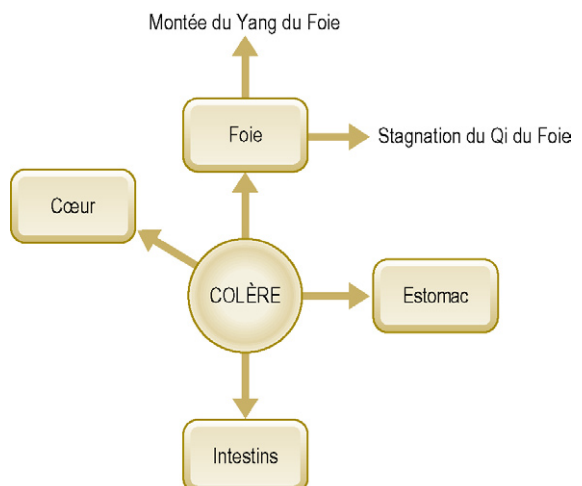 Montée du Yang du Foie
Foie
Stagnation du Qi du Foie
Cœur
COLÈRE
Estomac
Intestins